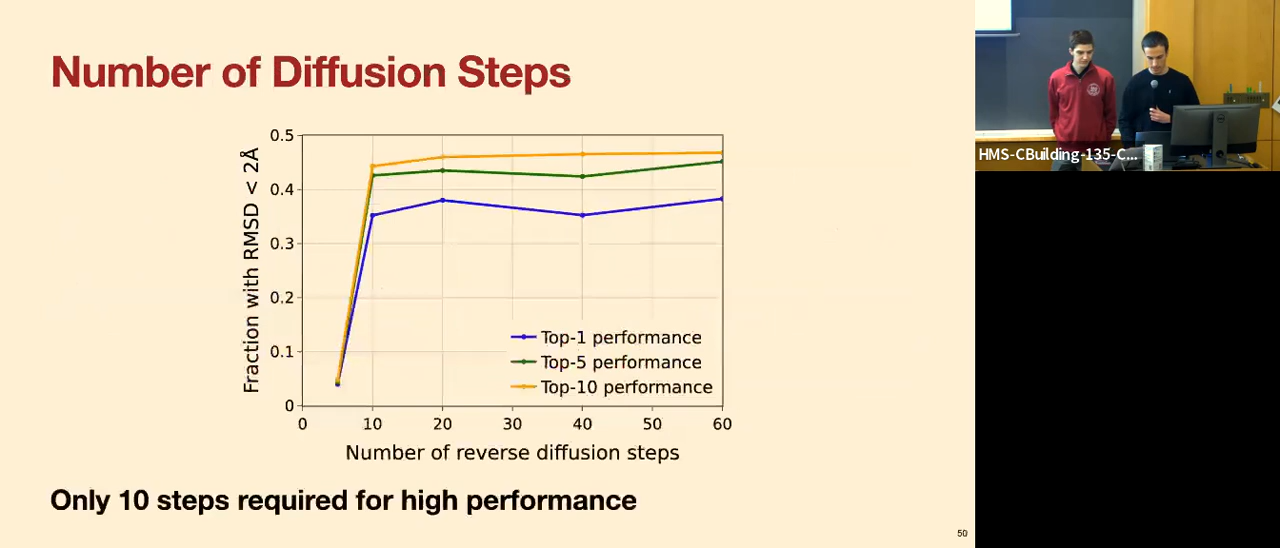 Number of Diffusion Steps
0.5
0.4
0.3
0.2
0.1
0
Fraction with RMSD < 2Å
Top-1 performance
Top-5 performance
Top-10 performance
0 10 20 30 40 50 60
Number of reverse diffusion steps
Only 10 steps required for high performance
50
HMS-CBuilding-135-C...